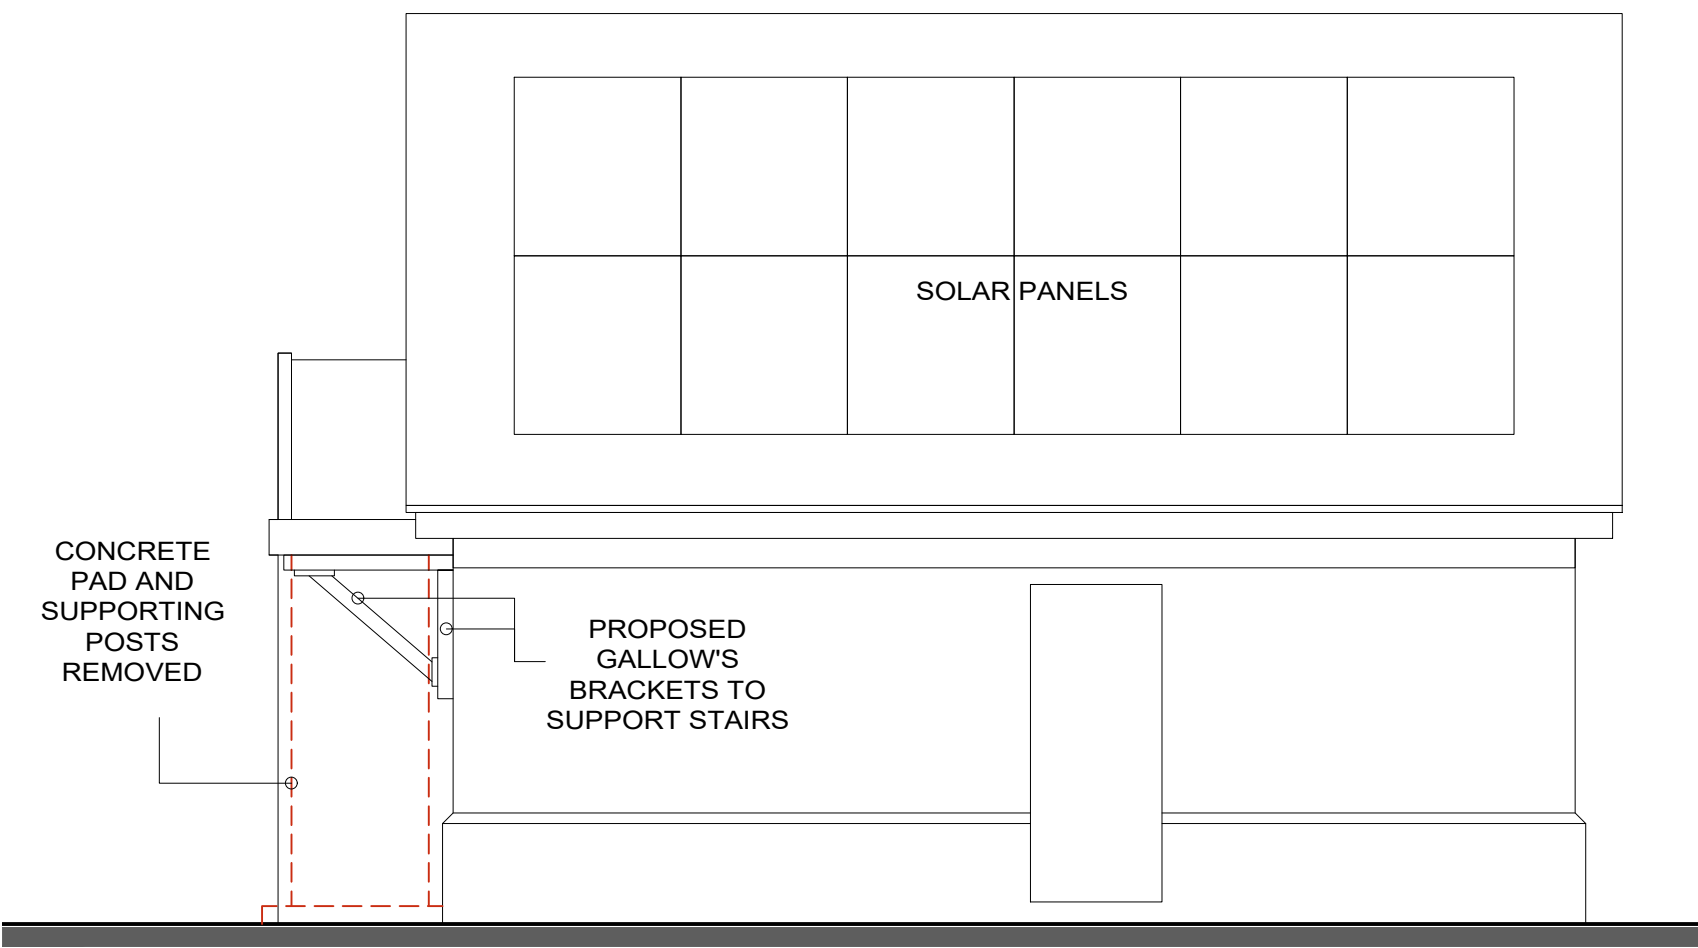 SOLAR PANELS
CONCRETE
PAD AND
SUPPORTING
POSTS
REMOVED
PROPOSED
GALLOW'S
BRACKETS TO
SUPPORT STAIRS